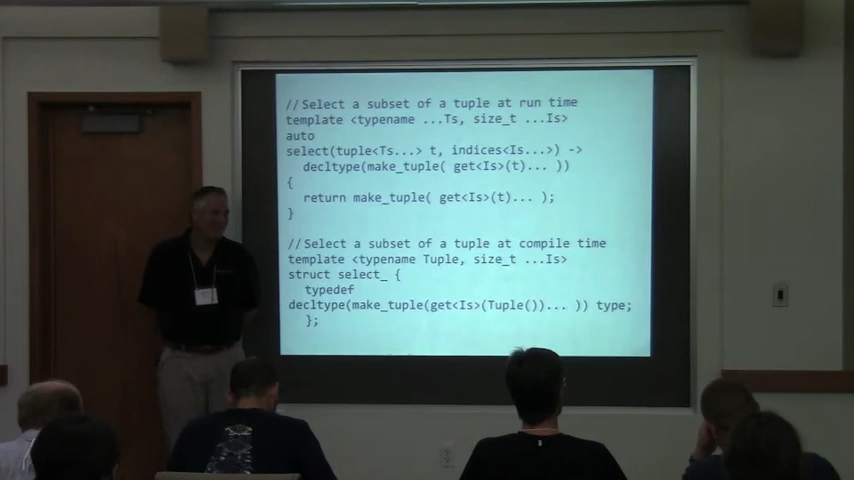 //Select a subset of a tuple at run time
template <typename ...Ts, size_t ...Is>
auto
select(tuple<Ts...> t, indices<Is...>) ->
decltype(make_tuple( get<Is>(t)... ))
{
return make_tuple( get<Is>(t)... );
}
//Select a subset of a tuple at compile time
template <typename Tuple, size_t ...Is>
struct select_ {
typedef
decltype(make_tuple(get<Is>(Tuple())... )) type;
};